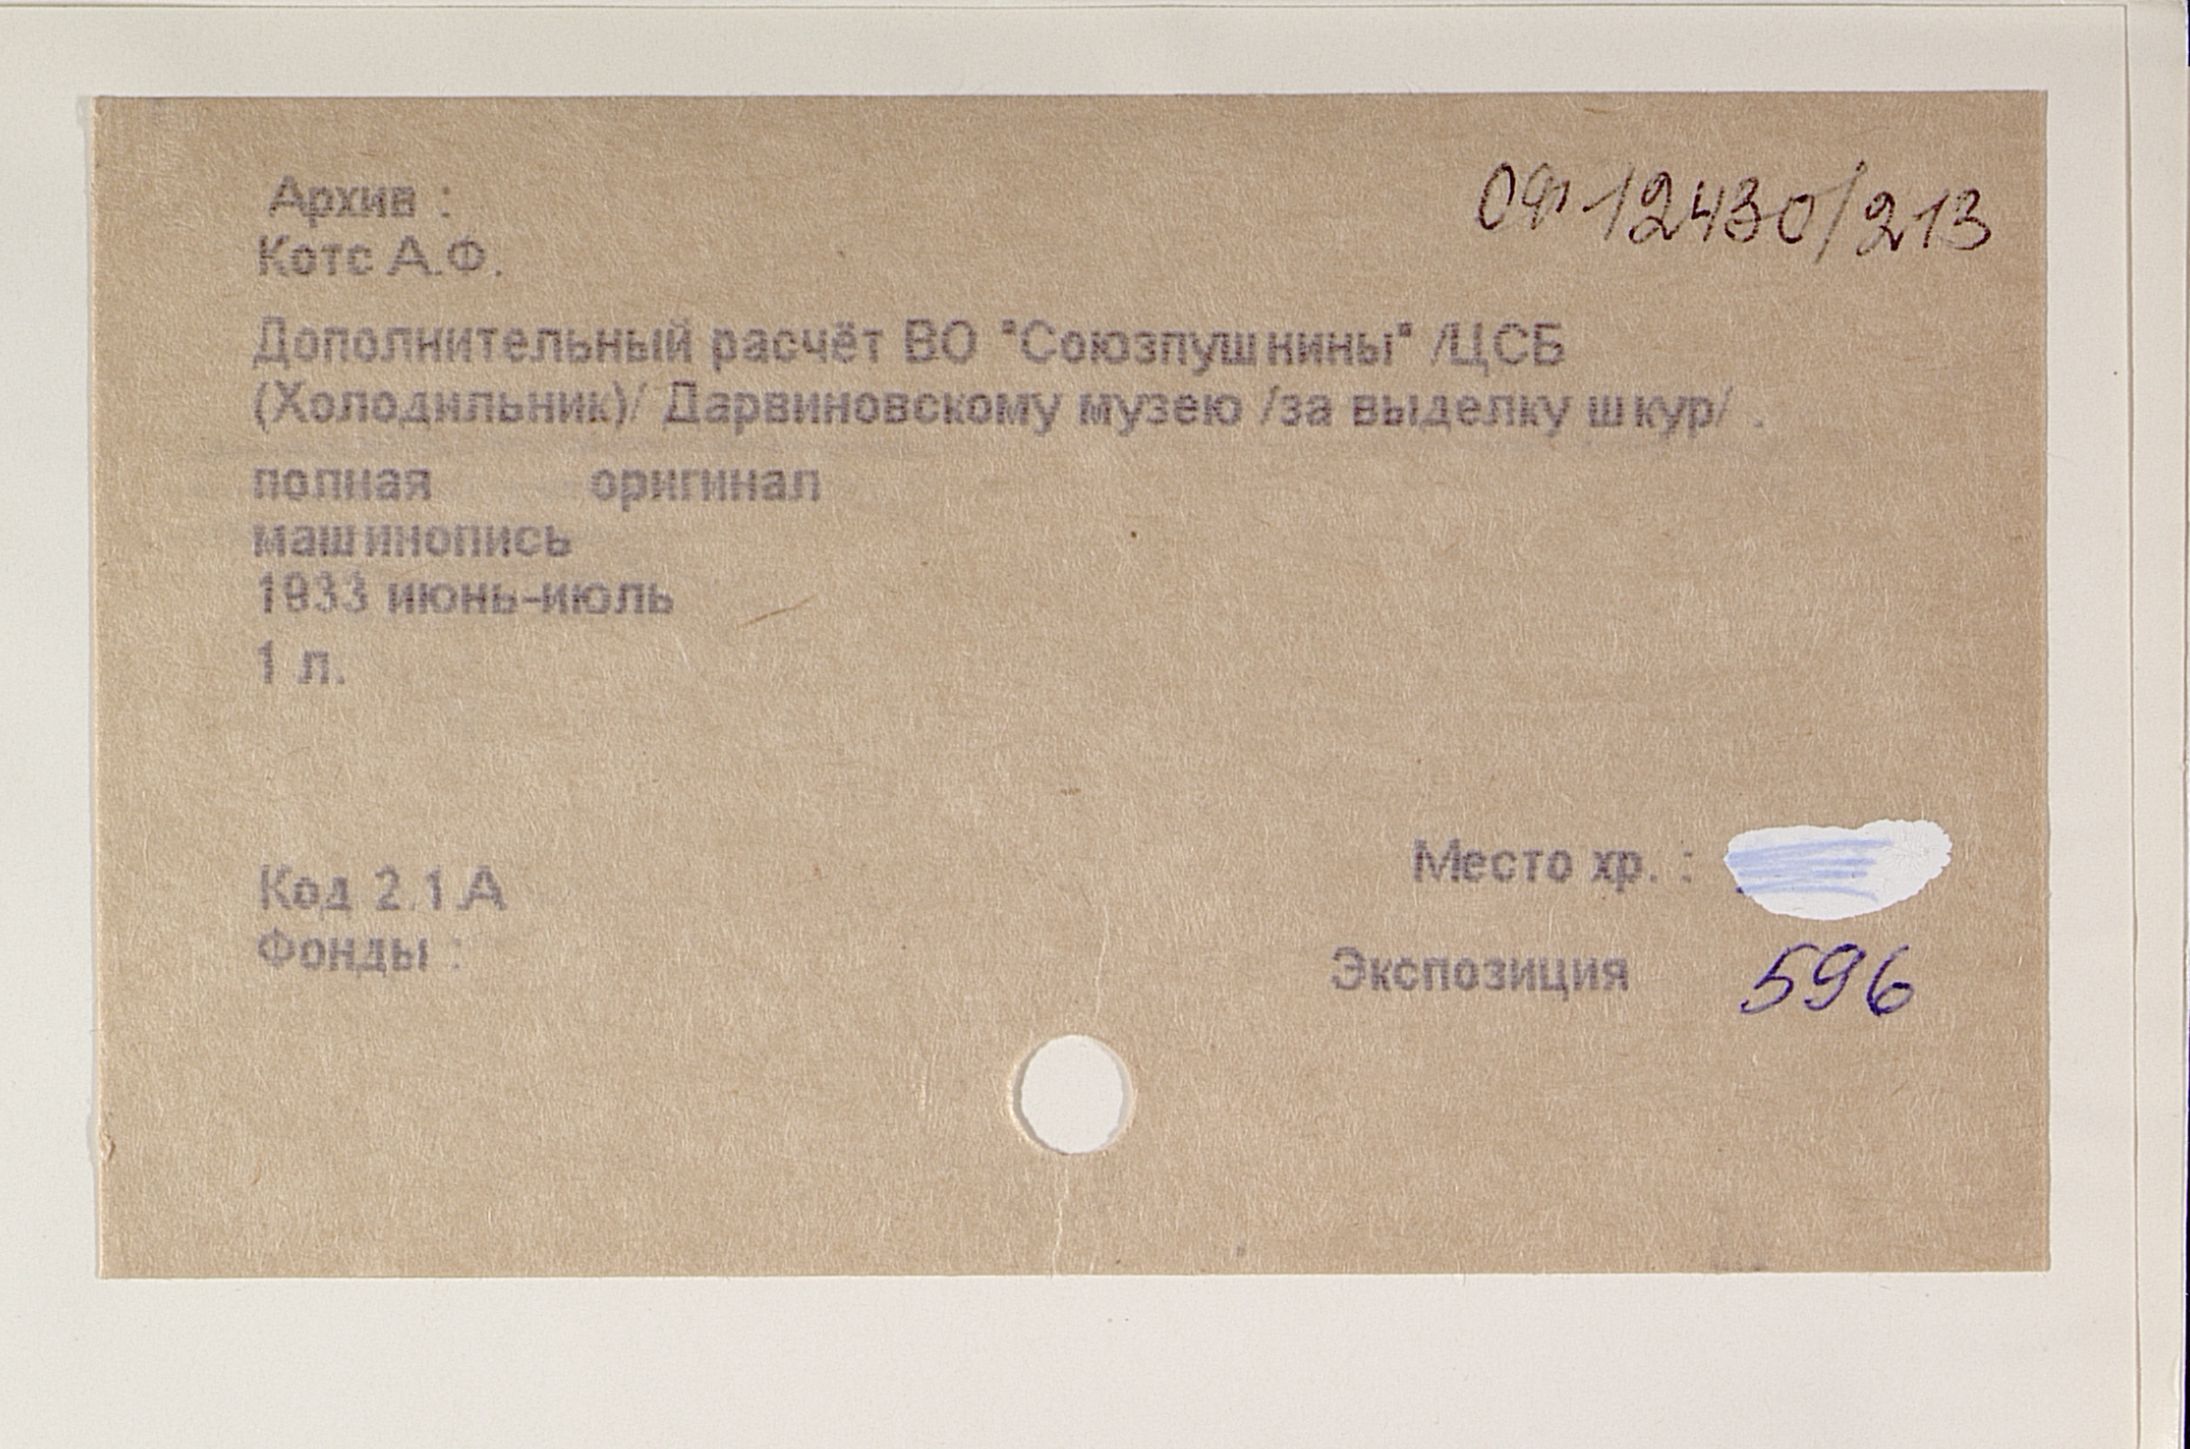 Архив :
ОФ 12430/213
Котс А.Ф.
Дополнительный расчёт ВО "Союзпушнины" /ЦСБ
(Холодильник)/ Дарвиновскому музею /за выделку шкур/ .
полная оригинал
машинопись
1933 июнь-июль
1 л.
Место хр. :
Код 2.1.А
Фонды :
Экспозиция 596